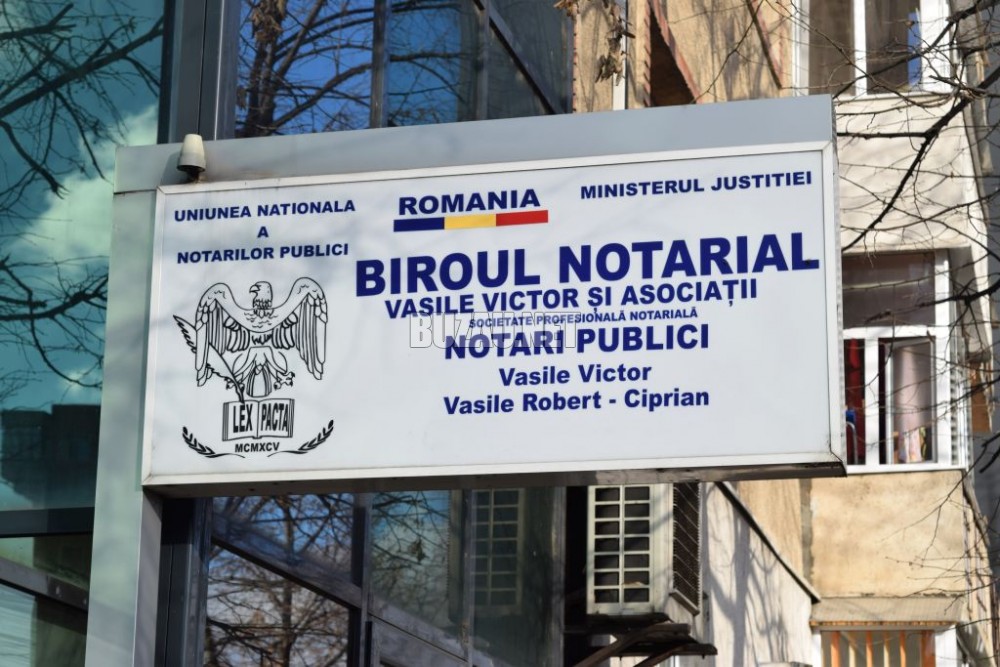 UNIUNEA NATIONALA
A
NOTARILOR PUBLICI
ROMANIA
MINISTERUL JUSTITIEI
BIROUL NOTARIAL
VASILE VICTOR ȘI ASOCIAȚII
SOCIETATE PROFESIONALĂ NOTARIALĂ
BUZAU.NET
NOTARI PUBLICI
Vasile Victor
Vasile Robert - Ciprian
LEX PACTA
MCMXCV